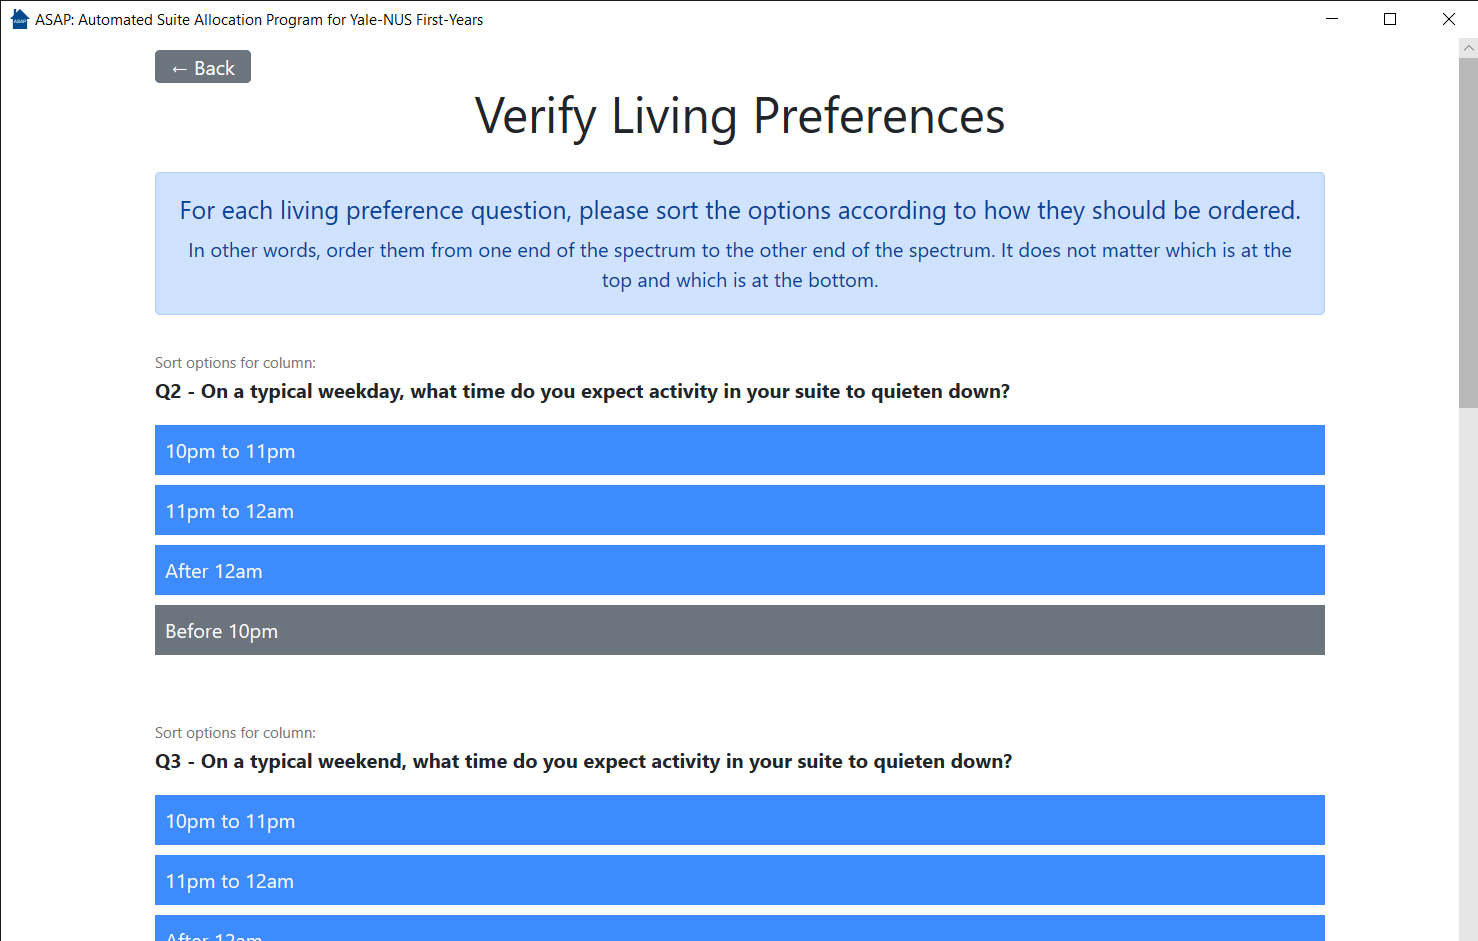 ASAP: Automated Suite Allocation Program for Yale-NUS First-Years
← Back
Verify Living Preferences
For each living preference question, please sort the options according to how they should be ordered.
In other words, order them from one end of the spectrum to the other end of the spectrum. It does not matter which is at the
top and which is at the bottom.
Sort options for column:
Q2 - On a typical weekday, what time do you expect activity in your suite to quieten down?
10pm to 11pm
11pm to 12am
After 12am
Before 10pm
Sort options for column:
Q3 - On a typical weekend, what time do you expect activity in your suite to quieten down?
10pm to 11pm
11pm to 12am
After 12am